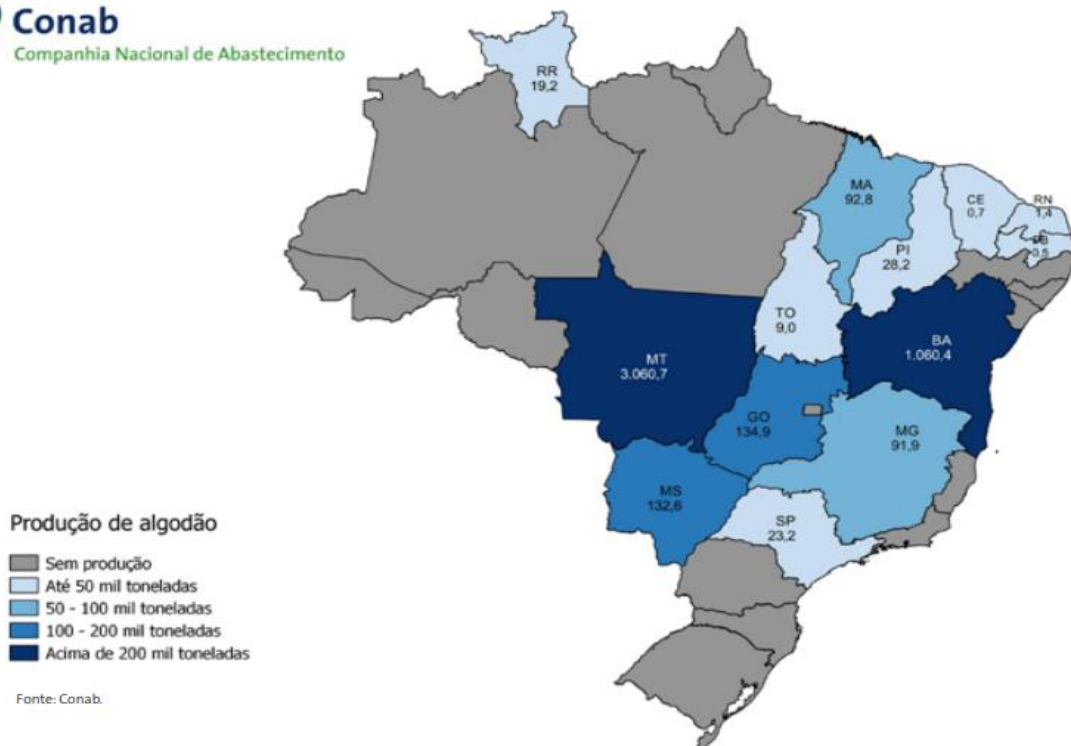 Conab
Companhia Nacional de Abastecimento
RR
19,2
MA
92,8
CE
0,7
RN
1,4
PB
0,5
PI
28,2
TO
9,0
BA
1.060,4
MT
3.060,7
GO
134,9
MG
91,9
MS
132,6
SP
23,2
Produção de algodão
Sem produção
Até 50 mil toneladas
50 - 100 mil toneladas
100 - 200 mil toneladas
Acima de 200 mil toneladas
Fonte: Conab.